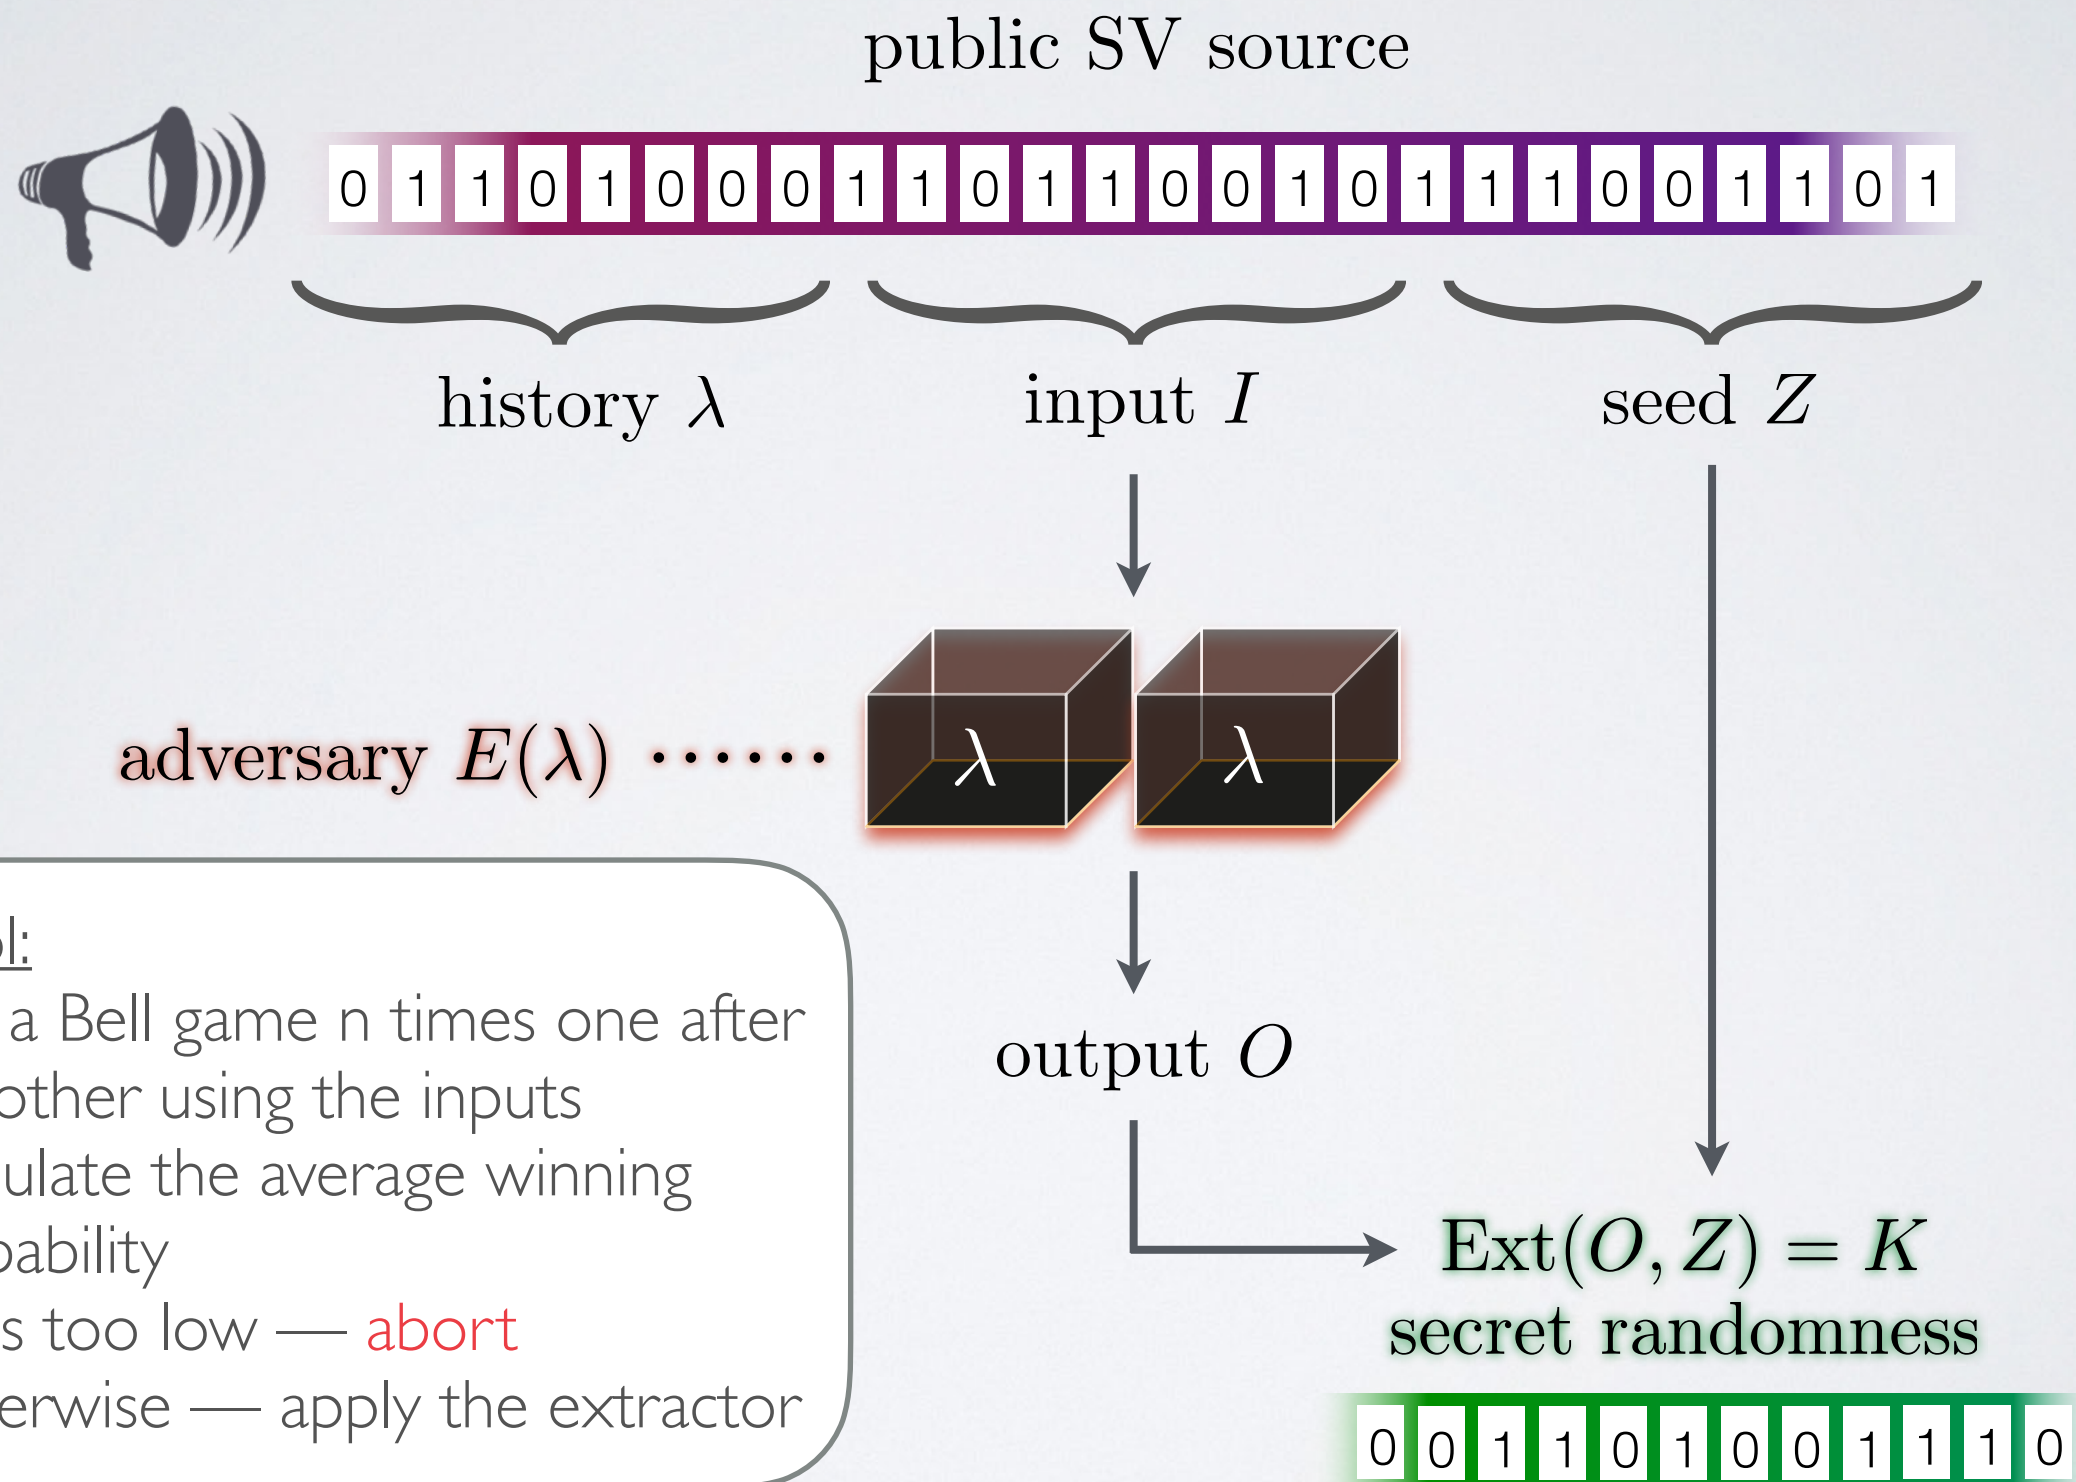 public SV source
0 1 1 0 1 0 0 0 1 1 0 1 1 0 0 1 0 1 1 1 0 0 1 1 0 1
history λ
input I
seed Z
adversary E(λ) ······
λ λ
a Bell game n times one after
other using the inputs
the average winning
s too low — abort
— apply the extractor
output O
Ext(O, Z) = K
secret randomness
0 0 1 1 0 1 0 0 1 1 1 0